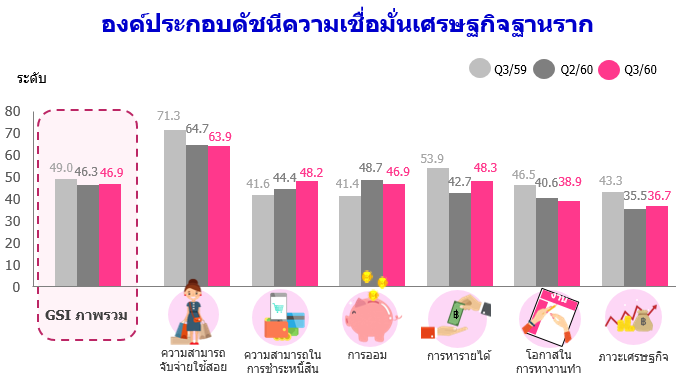 องค์ประกอบดัชนีความเชื่อมั่นเศรษฐกิจฐานราก
Q3/59 Q2/60 Q3/60
ระดับ
80
70
60
50
40
30
20
10
0
49.0 46.3 46.9
71.3 64.7 63.9
41.6 44.4 48.2
41.4 48.7 46.9
53.9 42.7 48.3
46.5 40.6 38.9
43.3 35.5 36.7
GSI ภาพรวม
ความสามารถ
จับจ่ายใช้สอย
ความสามารถใน
การชำระหนี้สิน
การออม
฿
การหารายได้
งาน
โอกาสใน
การหางานทำ
฿
ภาวะเศรษฐกิจ